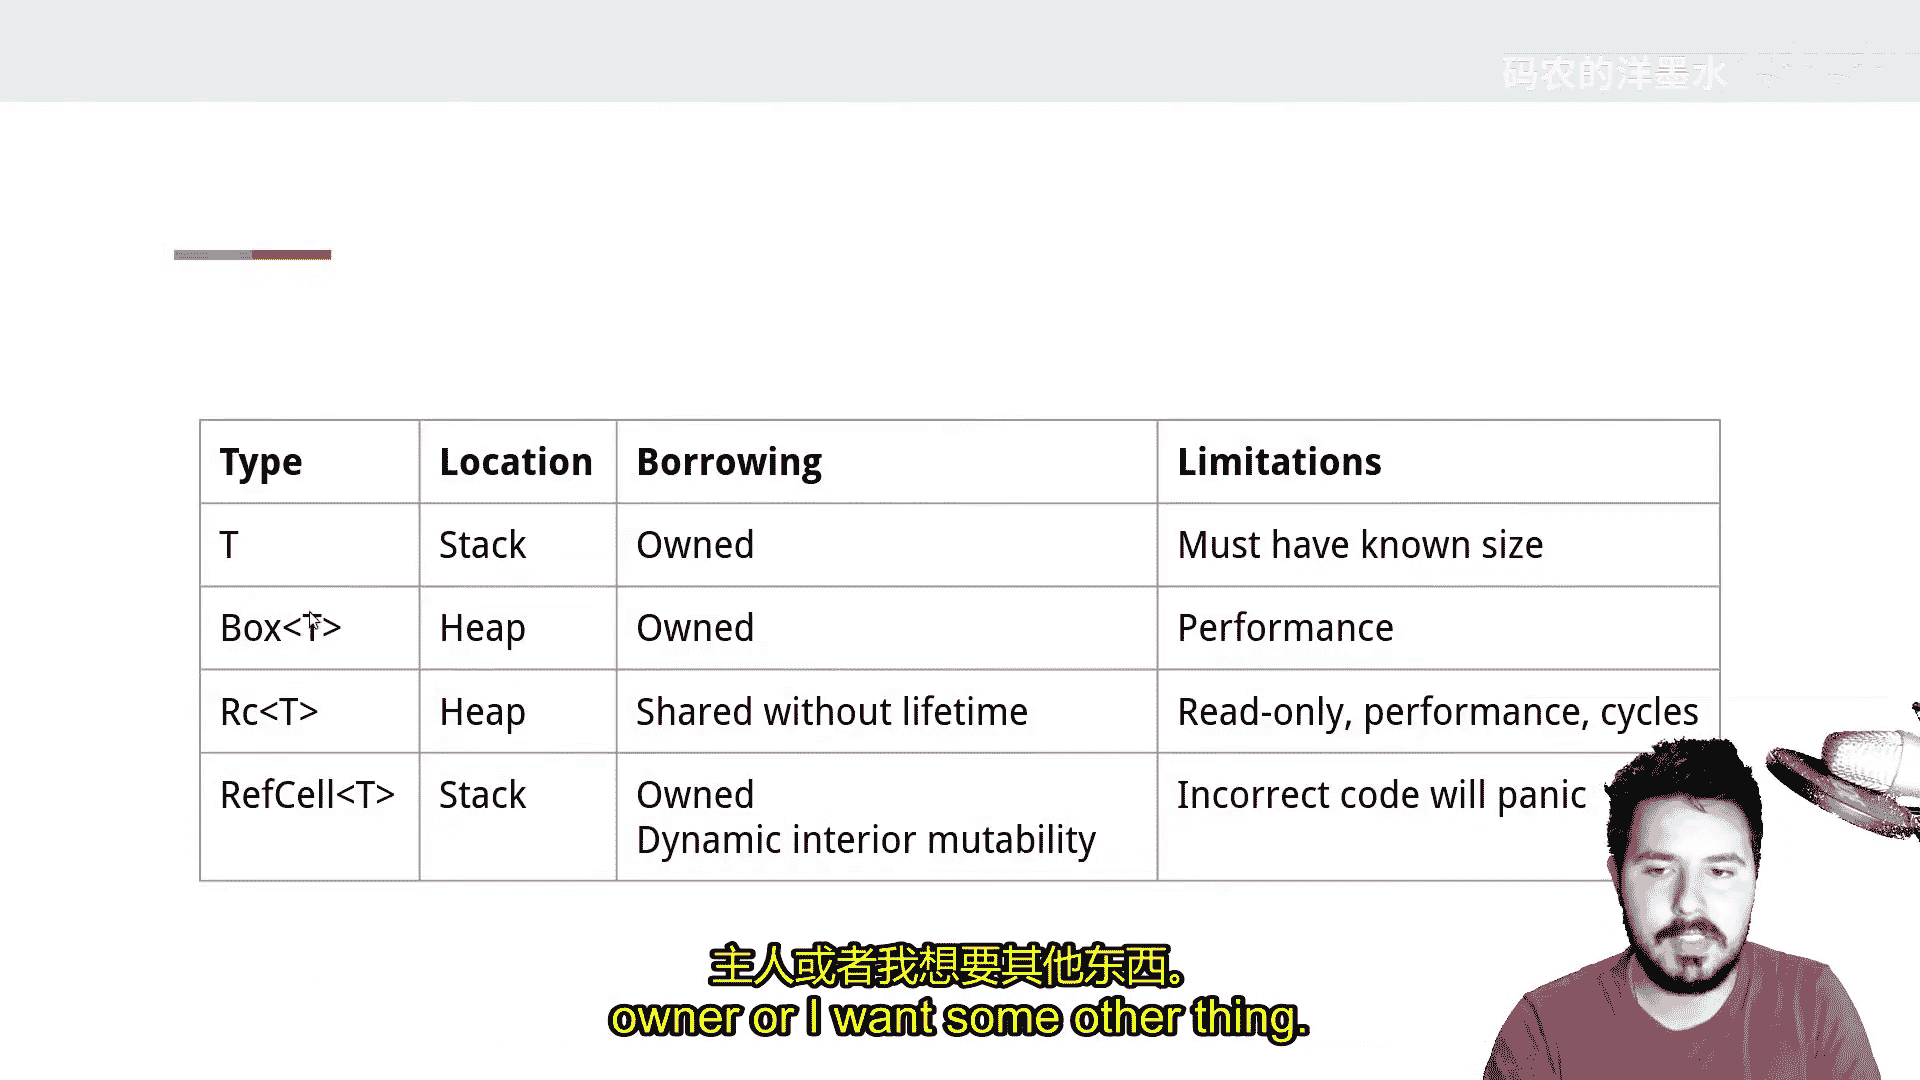 码农的洋墨水
Type Location Borrowing Limitations
T Stack Owned Must have known size
Box<T> Heap Owned Performance
Rc<T> Heap Shared without lifetime Read-only, performance, cycles
RefCell<T> Stack Owned Incorrect code will panic
Dynamic interior mutability
主人或者我想要其他东西。
owner or I want some other thing.